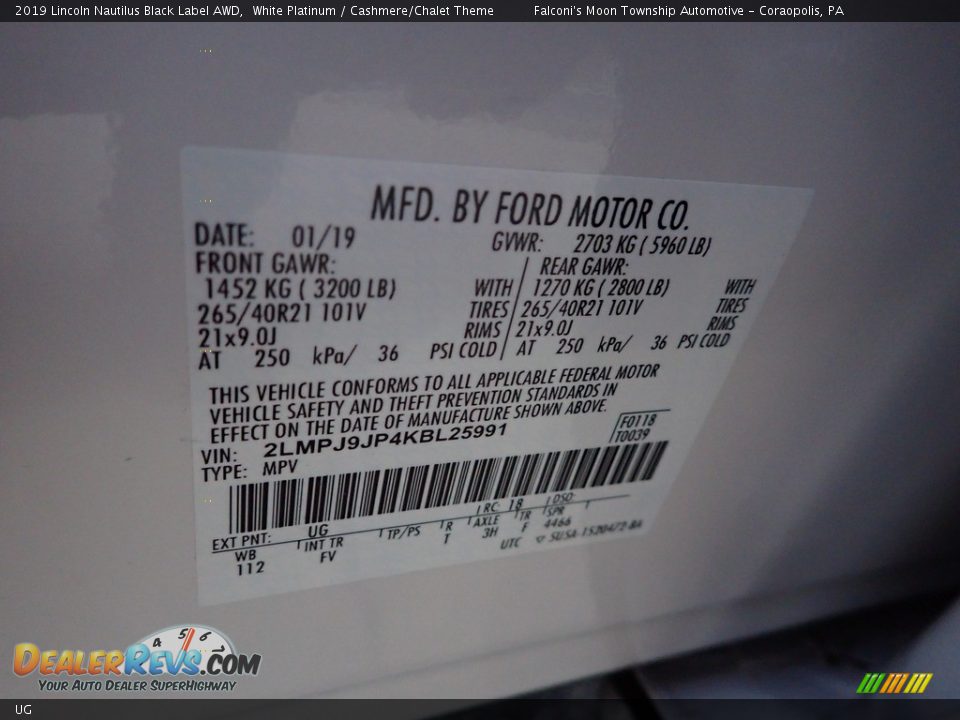 2019 Lincoln Nautilus Black Label AWD,  White Platinum / Cashmere/Chalet Theme  Falconi's Moon Township Automotive - Coraopolis, PA
MFD. BY FORD MOTOR CO.
DATE: 01/19 GVWR: 2703 KG ( 5960 LB)
FRONT GAWR: REAR GAWR:
1452 KG ( 3200 LB) WITH 1270 KG ( 2800 LB) WITH
265/40R21 101V TIRES 265/40R21 101V TIRES
21x9.0J RIMS 21x9.0J RIMS
AT 250 kPa/ 36 PSI COLD AT 250 kPa/ 36 PSI COLD
THIS VEHICLE CONFORMS TO ALL APPLICABLE FEDERAL MOTOR
VEHICLE SAFETY AND THEFT PREVENTION STANDARDS IN
EFFECT ON THE DATE OF MANUFACTURE SHOWN ABOVE.
F0118
T0039
VIN: 2LMPJ9JP4KBL25991
TYPE: MPV
EXT PNT: UG RC: 18 DSO:
WB INT TR TP/PS R AXLE TR SPR
112 FV T 3H F 4466
UTC
DEALERREVS.COM
YOUR AUTO DEALER SUPERHIGHWAY
UG